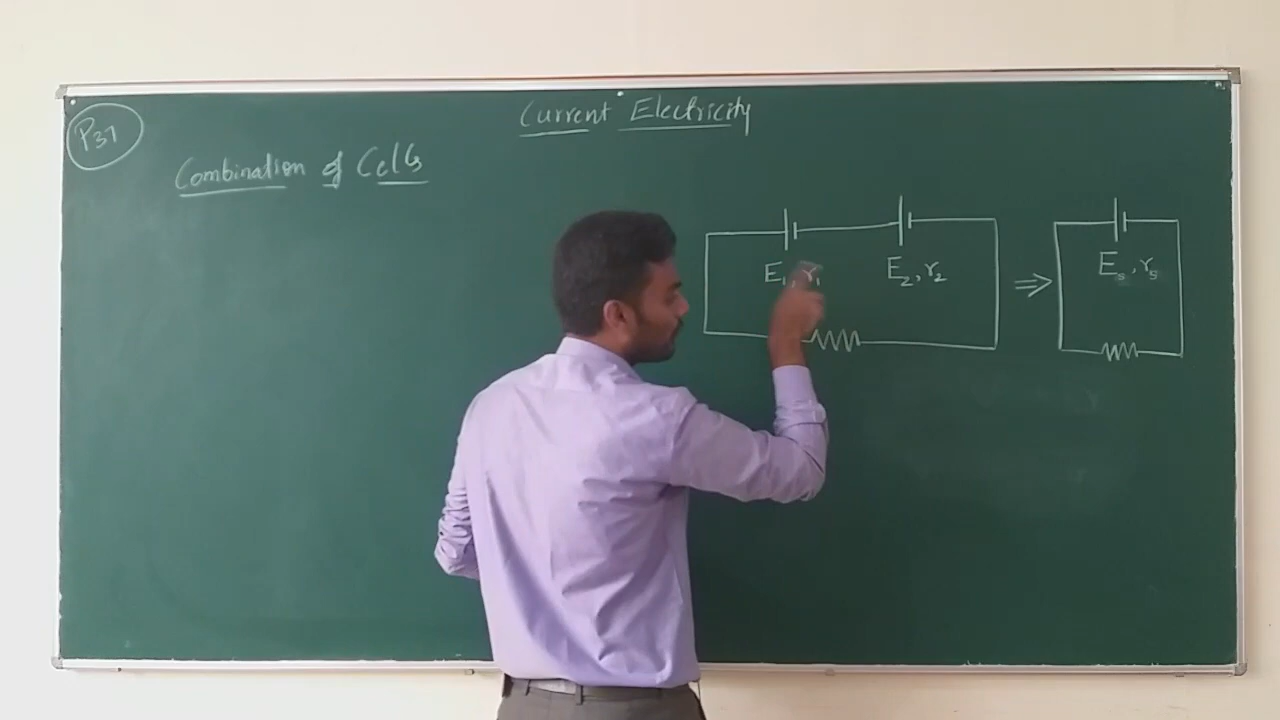 Current Electricity
P37
Combination of Cells
E₁, r₁
E₂, r₂
⇒
Eₛ, rₛ